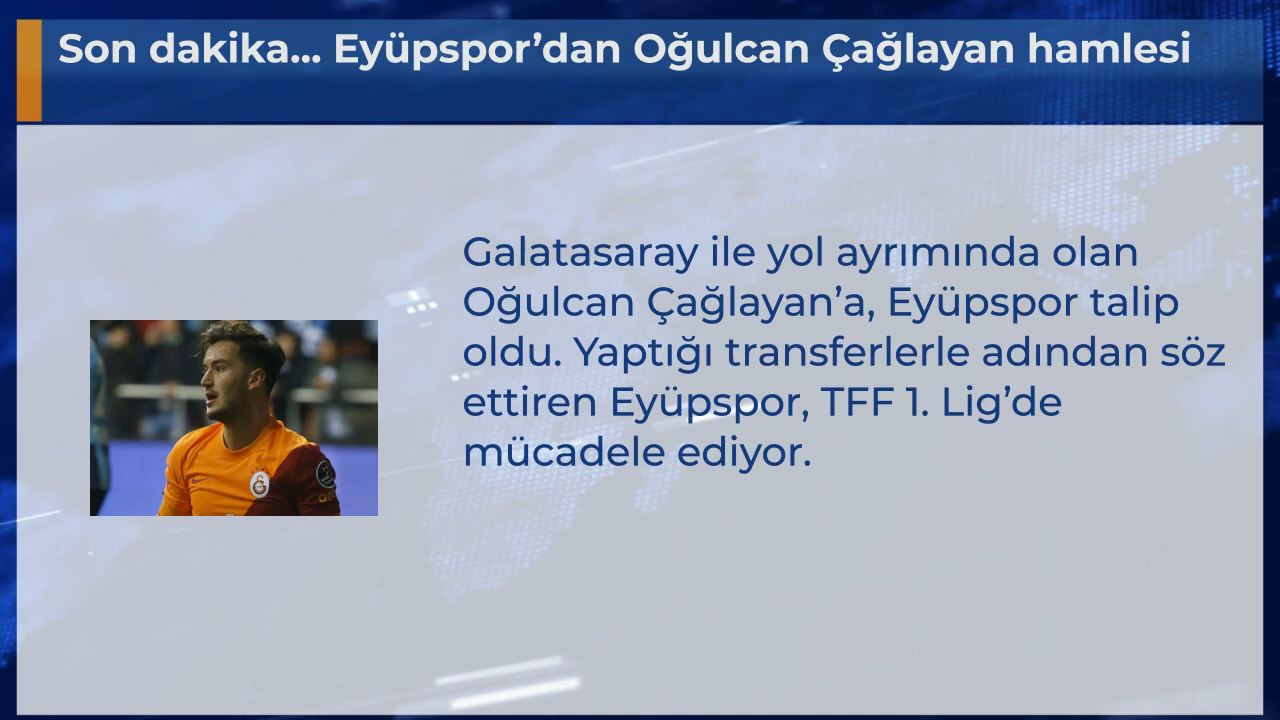 Son dakika... Eyüpspor’dan Oğulcan Çağlayan hamlesi
Galatasaray ile yol ayrımında olan
Oğulcan Çağlayan’a, Eyüpspor talip
oldu. Yaptığı transferlerle adından söz
ettiren Eyüpspor, TFF 1. Lig’de
mücadele ediyor.